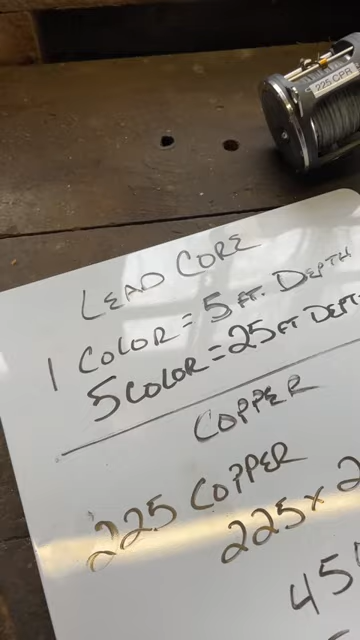 225 CPR
LEAD CORE
1 COLOR = 5 FT. DEPTH
5 COLOR = 25 FT DEPT
COPPER
225 COPPER
225 x 2
45